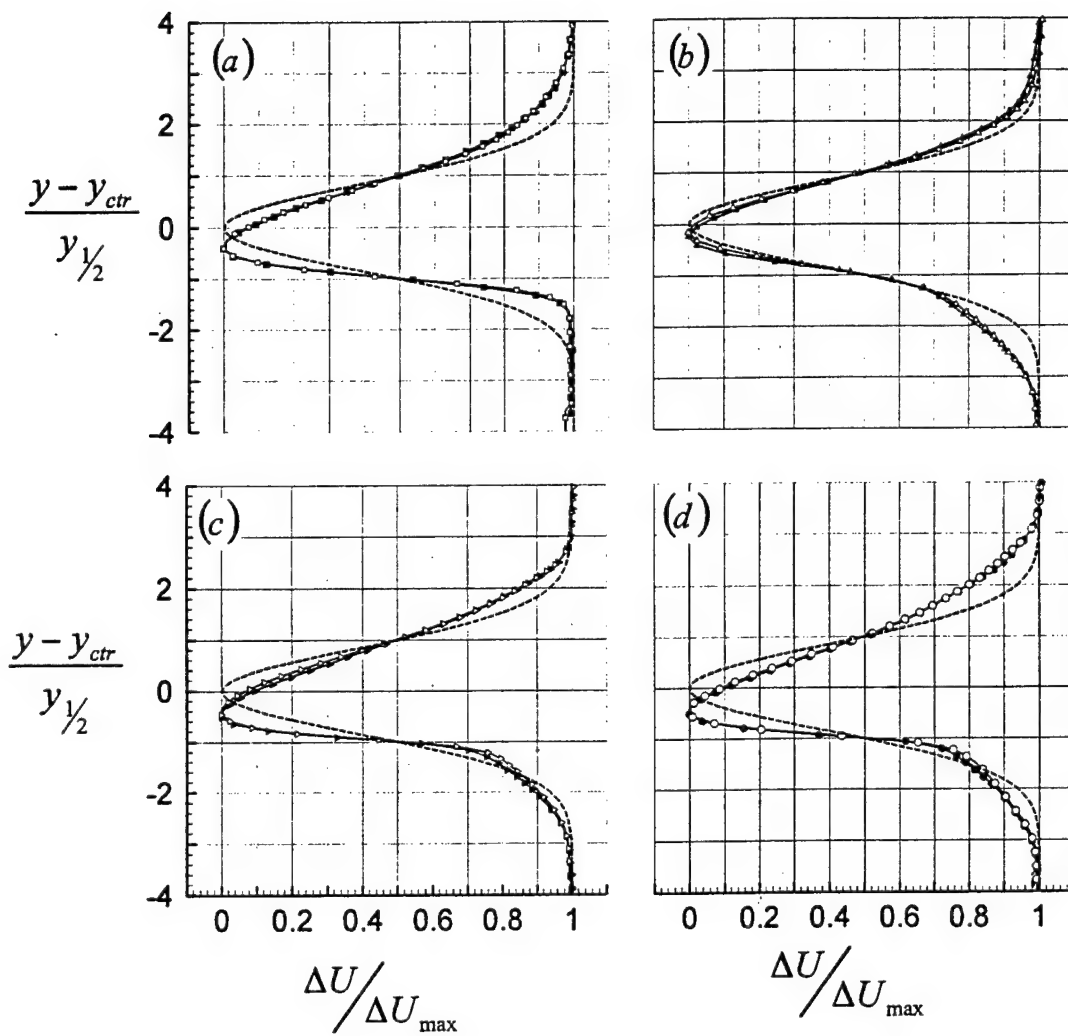 4
(a)
(b)
2
y − y_ctr
0
y_1/2
-2
-4
4
(c)
(d)
2
y − y_ctr
0
y_1/2
-2
-4
0 0.2 0.4 0.6 0.8 1
0 0.2 0.4 0.6 0.8 1
ΔU/ΔU_max
ΔU/ΔU_max